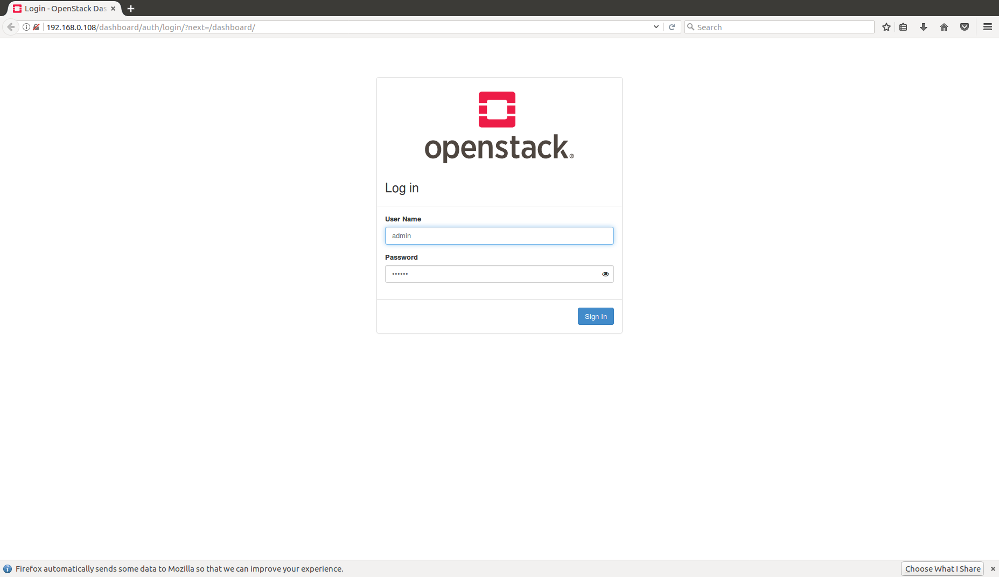 Login - OpenStack Das
192.168.0.108/dashboard/auth/login/?next=/dashboard/
Search
openstack®
Log in
User Name
admin
Password
••••••
Sign In
Firefox automatically sends some data to Mozilla so that we can improve your experience.
Choose What I Share